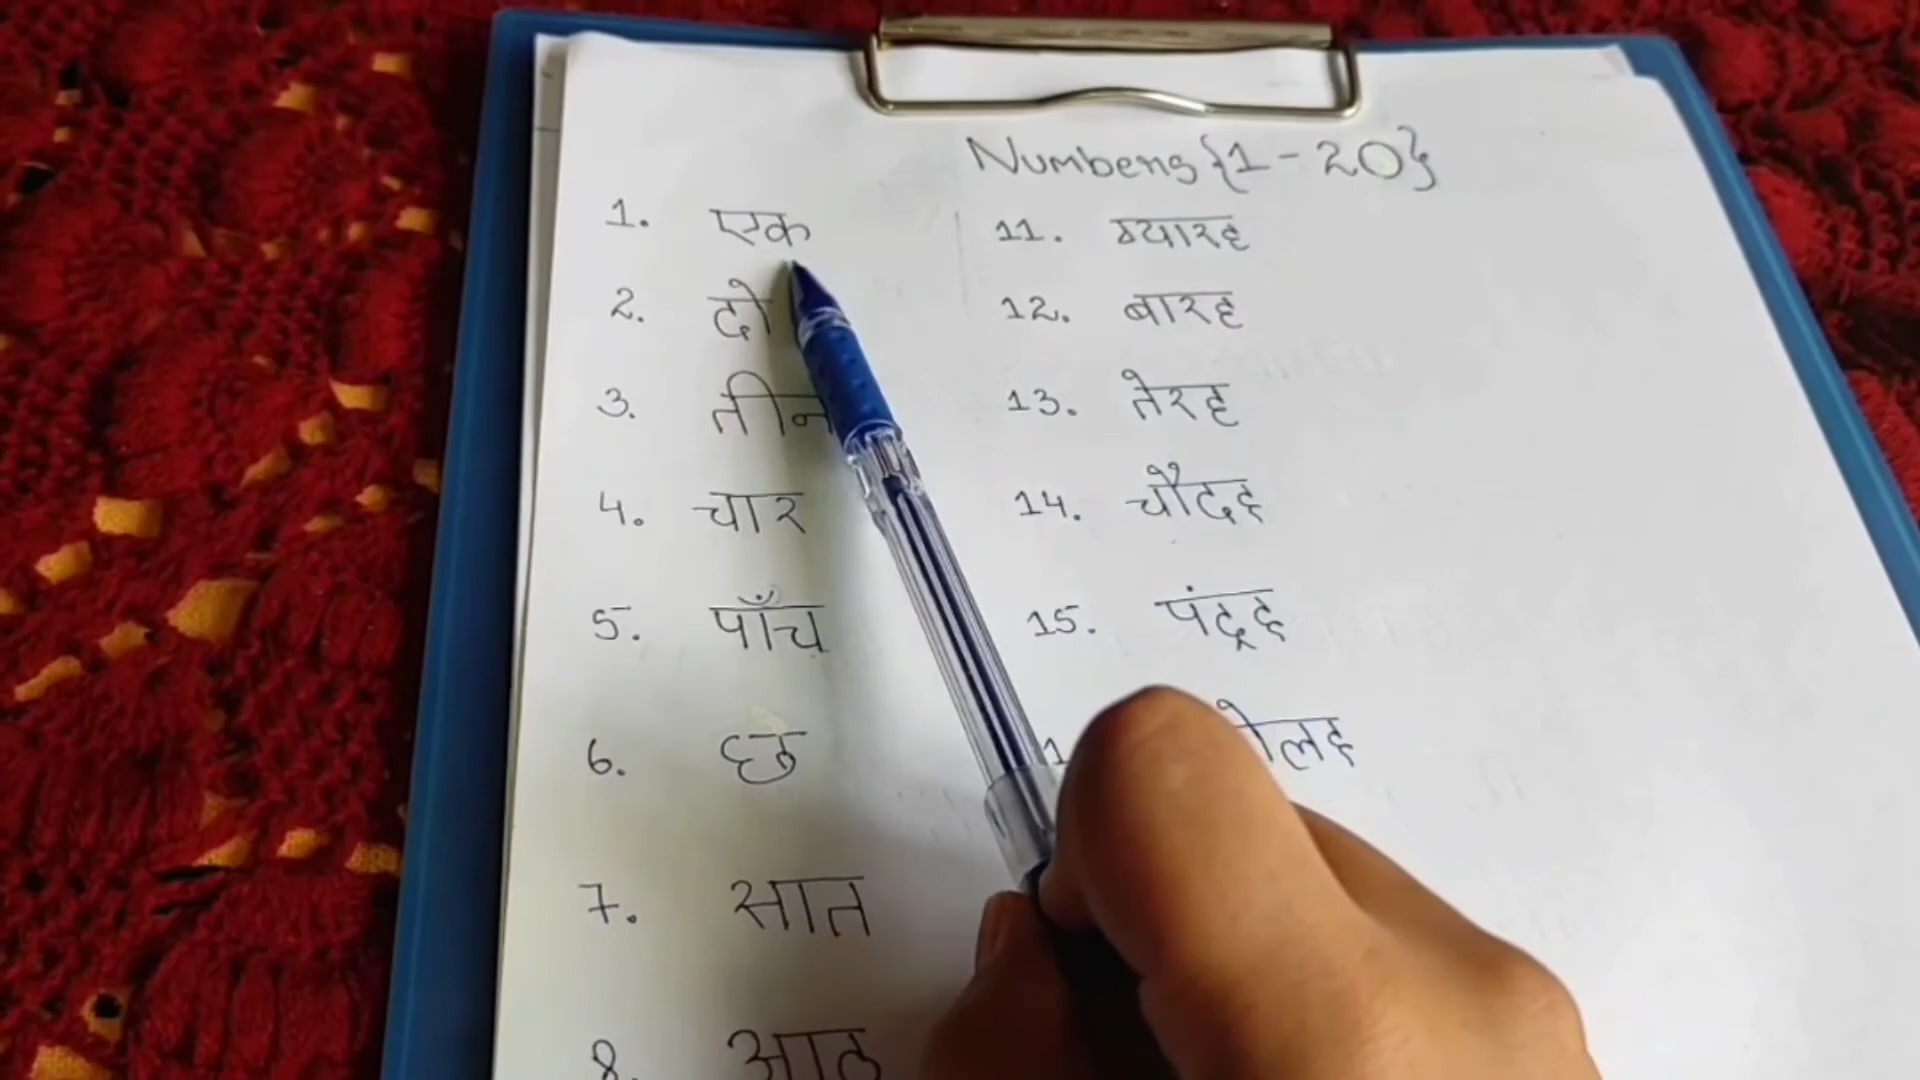 Numbers {1-20}
1. एक
2. दो
3. तीन
4. चार
5. पाँच
6. छे
7. सात
8. आठ
11. ग्यारह
12. बारह
13. तेरह
14. चौदह
15. पंद्रह